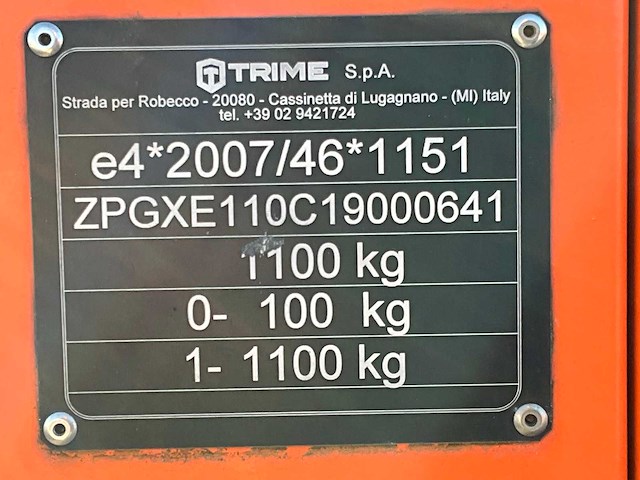 TRIME S.p.A.
Strada per Robecco - 20080 - Cassinetta di Lugagnano - (MI) Italy
tel. +39 02 9421724
e4*2007/46*1151
ZPGXE110C19000641
1100 kg
0- 100 kg
1- 1100 kg